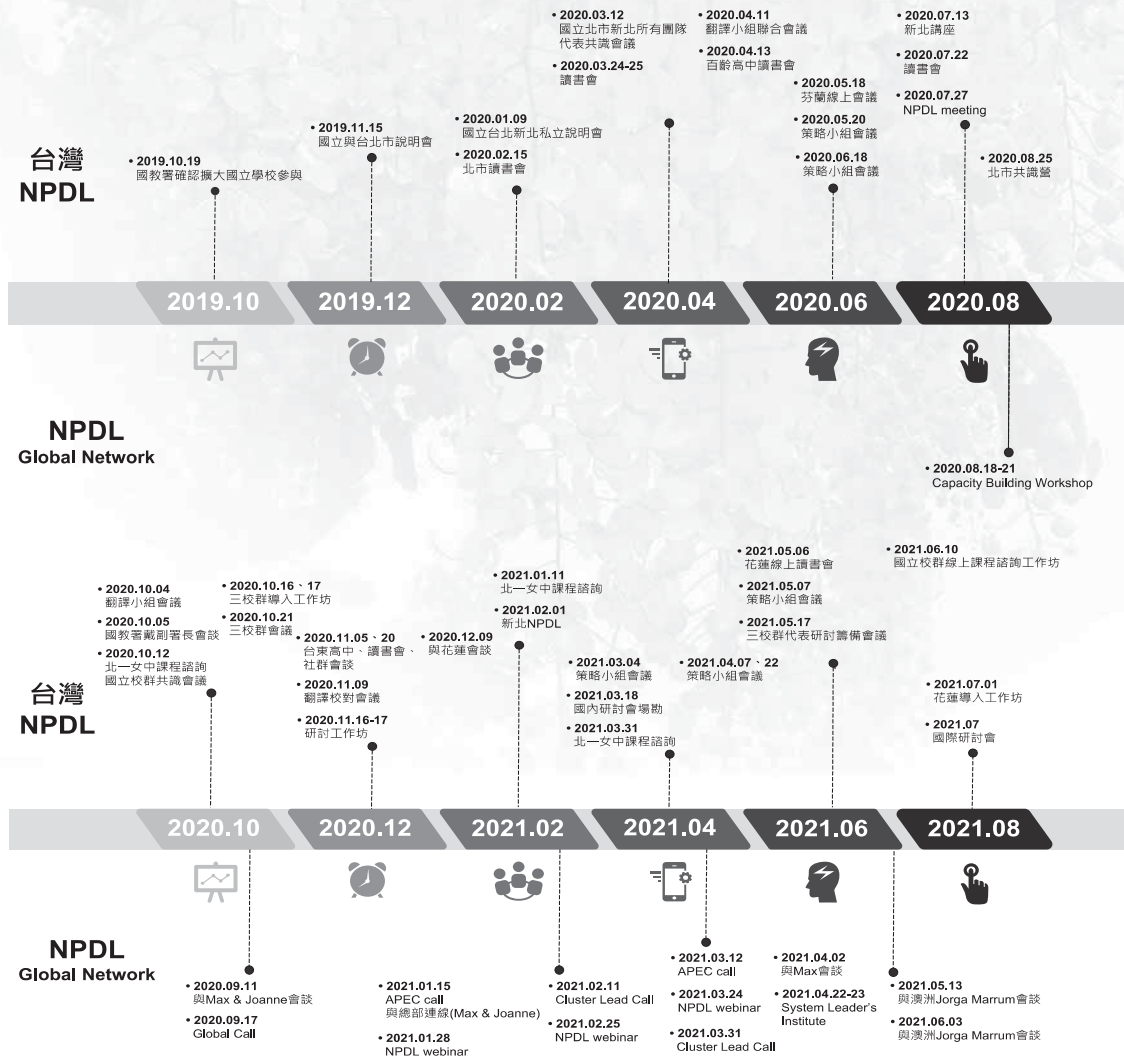 台灣
NPDL
• 2019.10.19
國教署確認擴大國立學校參與
• 2019.11.15
國立與台北市說明會
• 2020.01.09
國立台北新北私立說明會
• 2020.02.15
北市讀書會
• 2020.03.12
國立北市新北所有團隊
代表共識會議
• 2020.03.24-25
讀書會
• 2020.04.11
翻譯小組聯合會議
• 2020.04.13
百齡高中讀書會
• 2020.05.18
芬蘭線上會議
• 2020.05.20
策略小組會議
• 2020.06.18
策略小組會議
• 2020.07.13
新北講座
• 2020.07.22
讀書會
• 2020.07.27
NPDL meeting
• 2020.08.25
北市共識營
2019.10
2019.12
2020.02
2020.04
2020.06
2020.08
NPDL
Global Network
• 2020.08.18-21
Capacity Building Workshop
台灣
NPDL
• 2020.10.04
翻譯小組會議
• 2020.10.05
國教署戴副署長會談
• 2020.10.12
北一女中課程諮詢
國立校群共識會議
• 2020.10.16、17
三校群導入工作坊
• 2020.10.21
三校群會議
• 2020.11.05、20
台東高中、讀書會、
社群會談
• 2020.11.09
翻譯校對會議
• 2020.11.16-17
研討工作坊
• 2020.12.09
與花蓮會談
• 2021.01.11
北一女中課程諮詢
• 2021.02.01
新北NPDL
• 2021.03.04
策略小組會議
• 2021.03.18
國內研討會場勘
• 2021.03.31
北一女中課程諮詢
• 2021.04.07、22
策略小組會議
• 2021.05.06
花蓮線上讀書會
• 2021.05.07
策略小組會議
• 2021.05.17
三校群代表研討籌備會議
• 2021.06.10
國立校群線上課程諮詢工作坊
• 2021.07.01
花蓮導入工作坊
• 2021.07
國際研討會
2020.10
2020.12
2021.02
2021.04
2021.06
2021.08
NPDL
Global Network
• 2020.09.11
與Max & Joanne會談
• 2020.09.17
Global Call
• 2021.01.15
APEC call
與總部連線(Max & Joanne)
• 2021.01.28
NPDL webinar
• 2021.02.11
Cluster Lead Call
• 2021.02.25
NPDL webinar
• 2021.03.12
APEC call
• 2021.03.24
NPDL webinar
• 2021.03.31
Cluster Lead Call
• 2021.04.02
與Max會談
• 2021.04.22-23
System Leader's
Institute
• 2021.05.13
與澳洲Jorga Marrum會談
• 2021.06.03
與澳洲Jorga Marrum會談